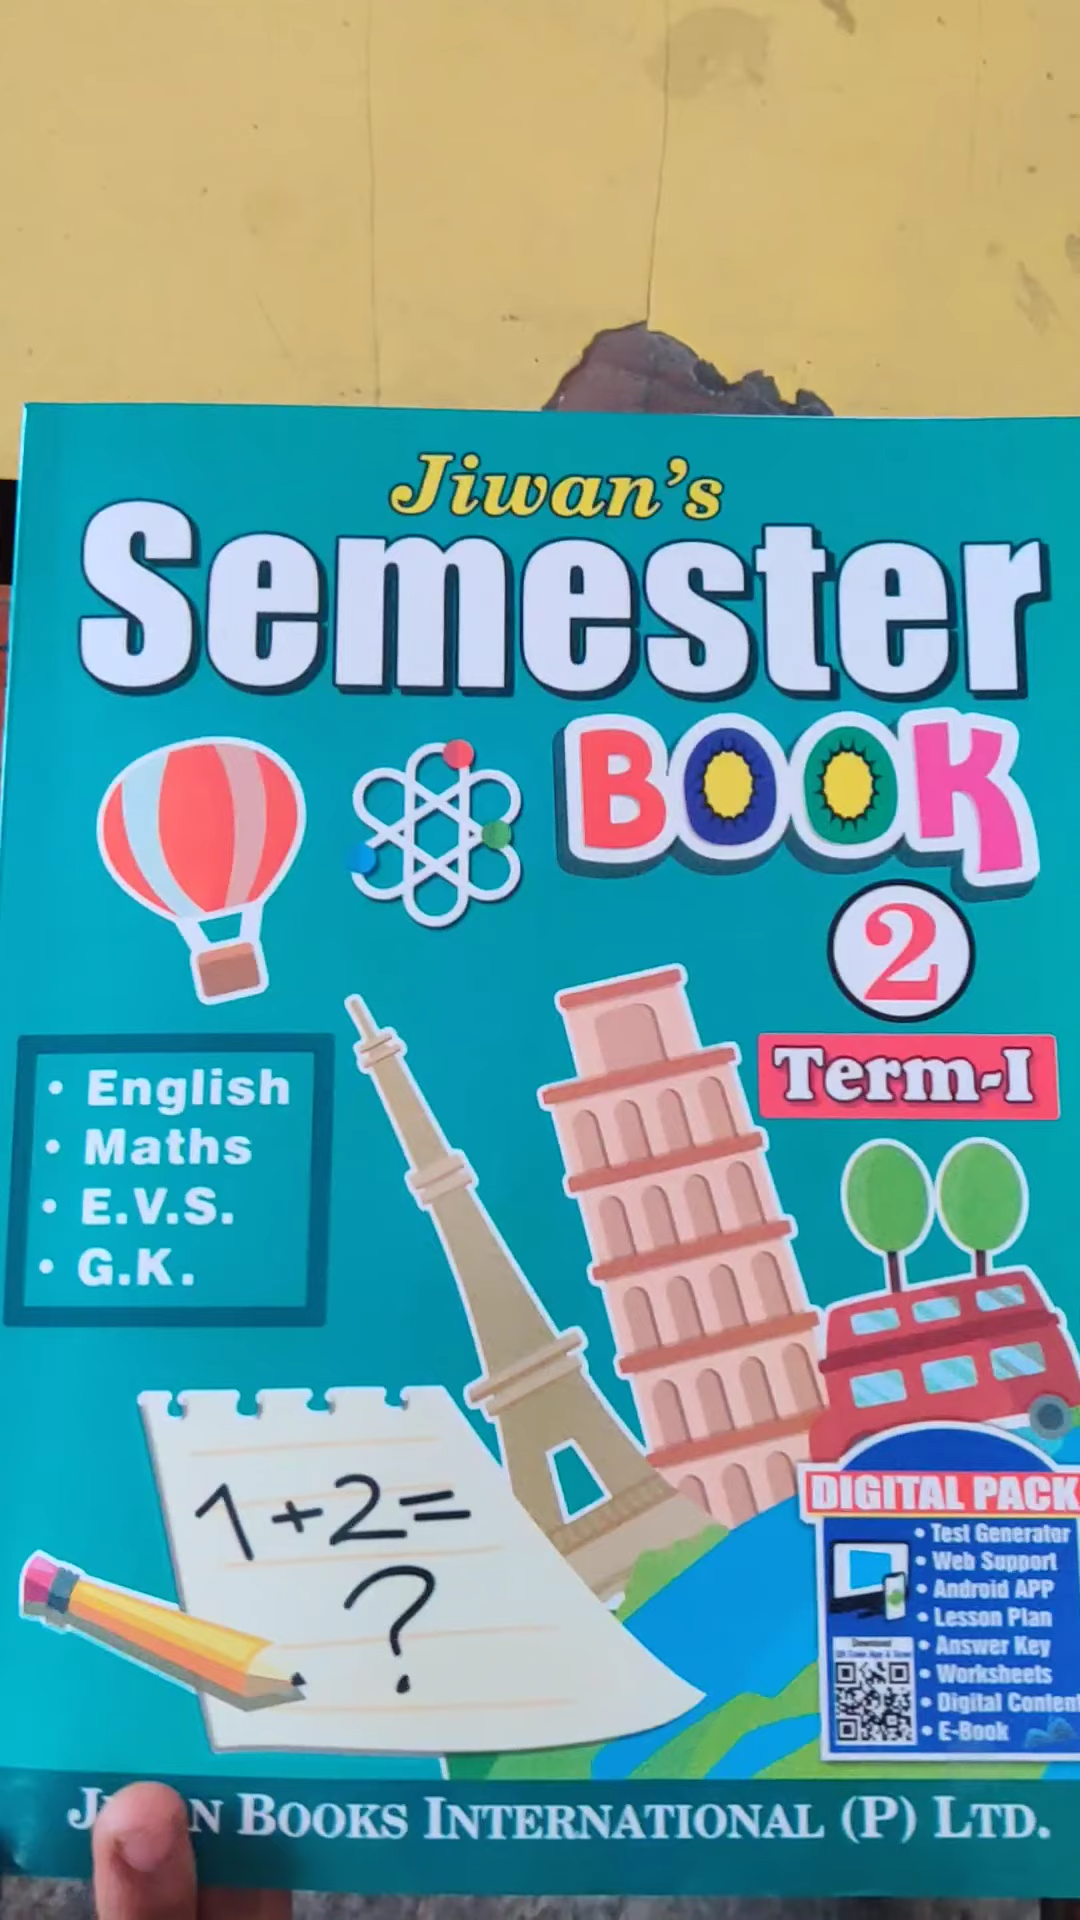 Jiwan's
Semester
BOOK
2
Term-I
• English
• Maths
• E.V.S.
• G.K.
1+2=
?
DIGITAL PACK
• Test Generator
• Web Support
• Android APP
• Lesson Plan
• Answer Key
• Worksheets
• Digital Content
• E-Book
Download
BOOKS INTERNATIONAL (P) LTD.